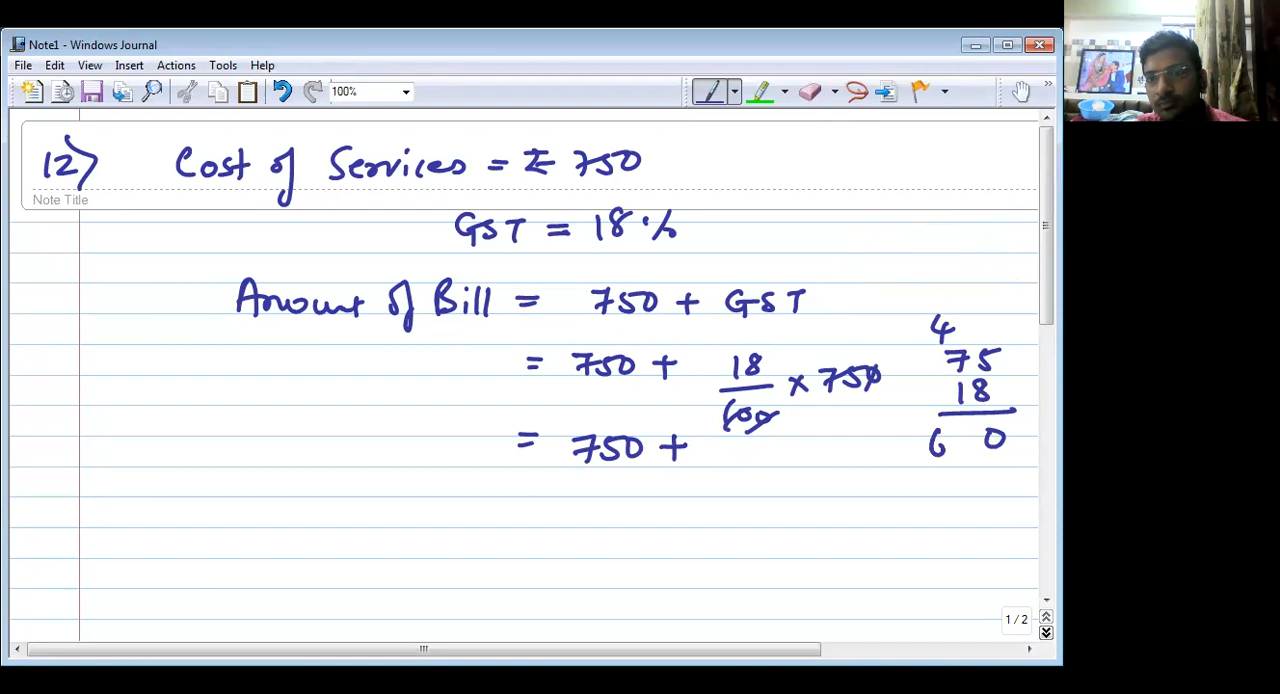 Note1 - Windows Journal
File Edit View Insert Actions Tools Help
100%
12) Cost of Services = ₹ 750
Note Title
GST = 18%
Amount of Bill = 750 + GST
= 750 + 18/100 × 750
= 750 +
4
75
18
6 0
1 / 2